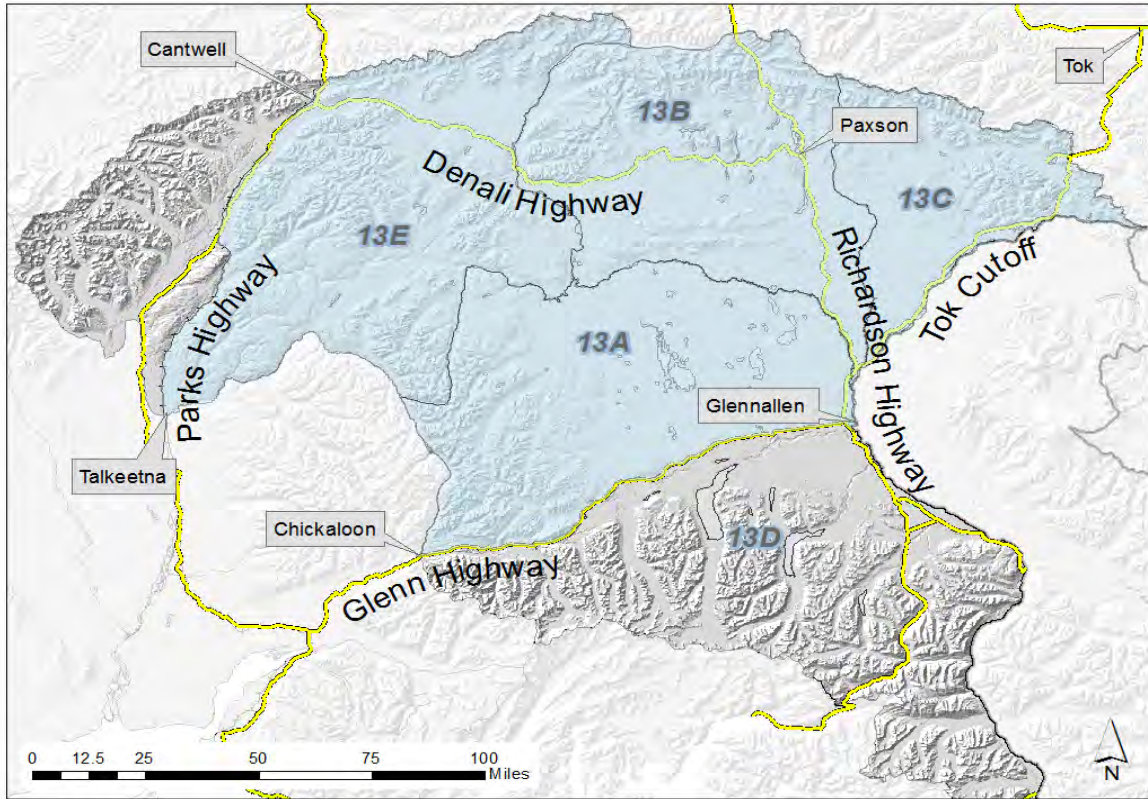 Cantwell
Tok
13B
Paxson
Denali Highway
13C
13E
Richardson Highway
Tok Cutoff
Parks Highway
13A
Glennallen
Talkeetna
Chickaloon
13D
Glenn Highway
0 12.5 25 50 75 100
Miles
N